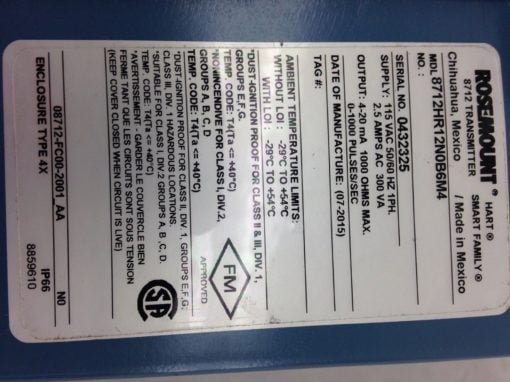 ROSEMOUNT® HART®
8712 TRANSMITTER SMART FAMILY®
Chihuahua, Mexico / Made in Mexico
MDL 8712HR12N0B6M4
NO.:
SERIAL NO. 0432325
SUPPLY: 115 VAC 50/60 HZ 1PH.
2.5 AMPS AC 300 VA
OUTPUT: 4-20 mA, 1000 OHMS MAX.
0-10 PULSES/SEC
DATE OF MANUFACTURE: (07-2015)
TAG #:
AMBIENT TEMPERATURE LIMITS:
WITHOUT LOI : -29°C TO +54°C
WITH LOI : -29°C TO +54°C
*DUST-IGNITION PROOF FOR CLASS II & III, DIV. 1,
GROUPS E,F,G.
TEMP. CODE: T4(Ta <= +40°C)
*NONINCENDIVE FOR CLASS I, DIV.2,
GROUPS A, B, C, D
TEMP. CODE: T4(Ta <= +40°C)
FM
APPROVED
*DUST-IGNITION PROOF FOR CLASS II DIV. 1, GROUPS E,F,G;
CLASS III, DIV.1 HAZARDOUS LOCATIONS.
*SUITABLE FOR CLASS I, DIV.2 GROUPS A, B ,C, D.
TEMP. CODE: T4(Ta <= +40°C)
*AVERTISSEMENT - GARDER LE COUVERCLE BIEN
FERME TANT QUE LES CIRCUITS SONT SOUS TENSION
(KEEP COVER CLOSED WHEN CIRCUIT IS LIVE)
SA
ENCLOSURE TYPE 4X IP66
08712-FC00-2001_AA N0 8859610